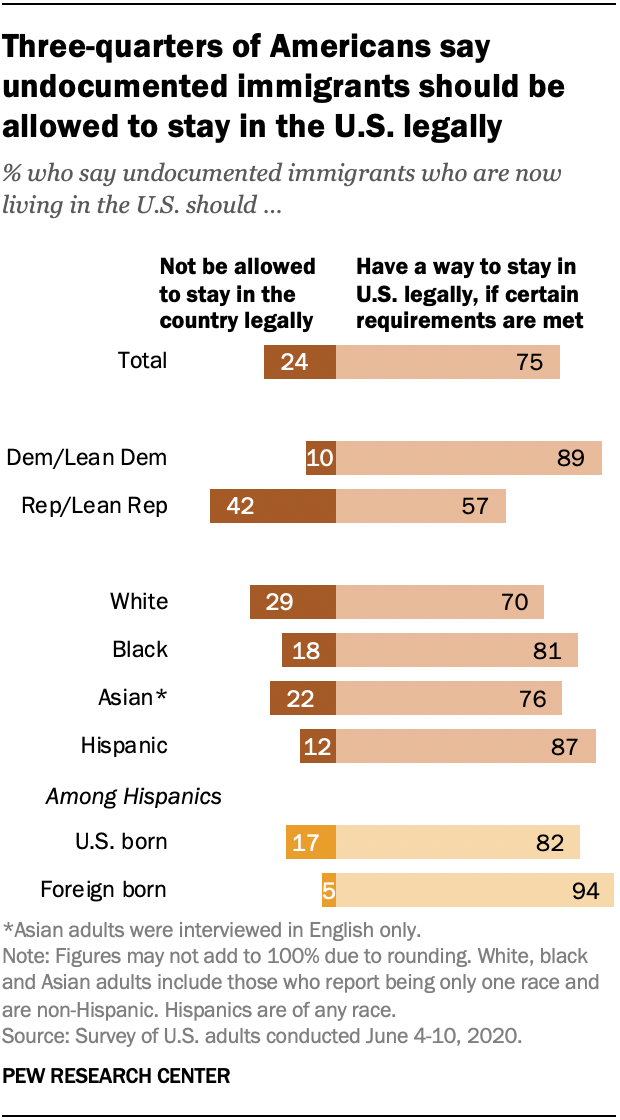 Three-quarters of Americans say
undocumented immigrants should be
allowed to stay in the U.S. legally
% who say undocumented immigrants who are now
living in the U.S. should ...
Not be allowed
to stay in the
country legally
Have a way to stay in
U.S. legally, if certain
requirements are met
Total 24 75
Dem/Lean Dem 10 89
Rep/Lean Rep 42 57
White 29 70
Black 18 81
Asian* 22 76
Hispanic 12 87
Among Hispanics
U.S. born 17 82
Foreign born 5 94
*Asian adults were interviewed in English only.
Note: Figures may not add to 100% due to rounding. White, black
and Asian adults include those who report being only one race and
are non-Hispanic. Hispanics are of any race.
Source: Survey of U.S. adults conducted June 4-10, 2020.
PEW RESEARCH CENTER